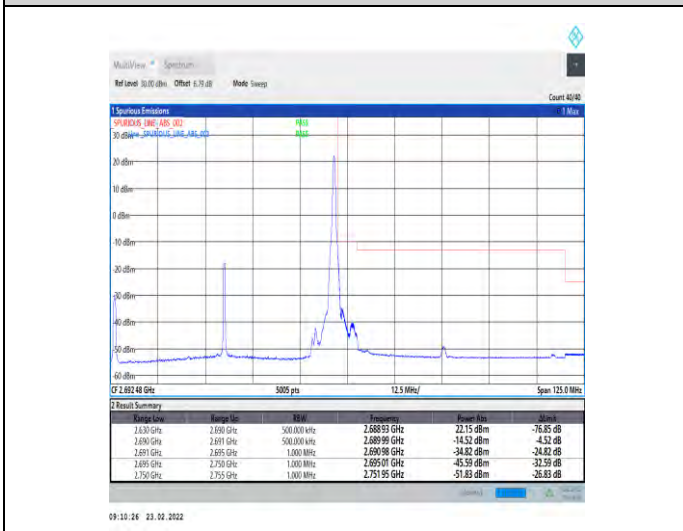 MultiView Spectrum
Ref Level 30.00 dBm Offset 6.79 dB Mode Sweep
Count 40/40
1 Spurious Emissions 1 Max
SPURIOUS_LINE_ABS_002 PASS
30 dBm Line _SPURIOUS_LINE_ABS_002 PASS
20 dBm
10 dBm
0 dBm
-10 dBm
-20 dBm
-30 dBm
-40 dBm
-50 dBm
-60 dBm
CF 2.69248 GHz 3005 pts 12.5 MHz/ Span 125.0 MHz
2 Result Summary
Range Low Range Up RBW Frequency Power Abs ΔLimit
2.630 GHz 2.690 GHz 500.000 kHz 2.68893 GHz 22.15 dBm -76.85 dB
2.690 GHz 2.691 GHz 500.000 kHz 2.68999 GHz -14.52 dBm -4.52 dB
2.691 GHz 2.695 GHz 1.000 MHz 2.69098 GHz -34.82 dBm -24.82 dB
2.695 GHz 2.750 GHz 1.000 MHz 2.69501 GHz -45.59 dBm -32.59 dB
2.750 GHz 2.755 GHz 1.000 MHz 2.75195 GHz -51.83 dBm -26.83 dB
09:10:26 23.02.2022